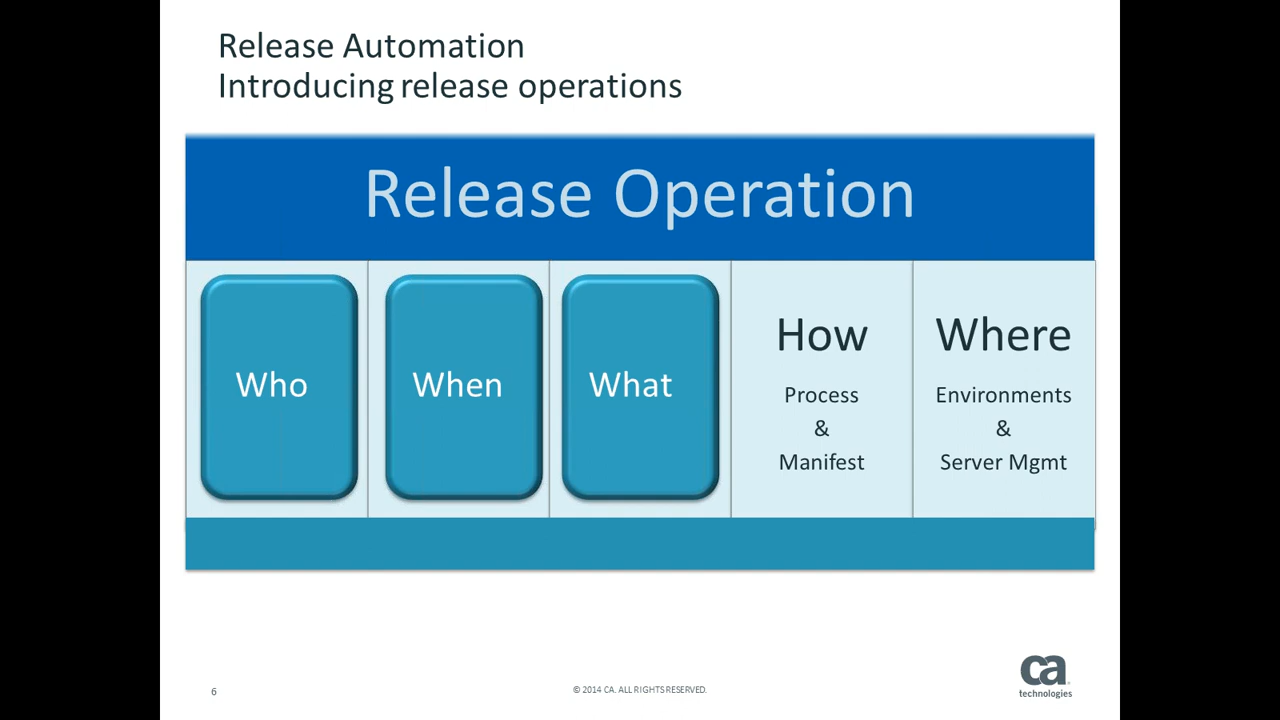 Release Automation
Introducing release operations
Release Operation
Who
When
What
How
Process
&
Manifest
Where
Environments
&
Server Mgmt
6
© 2014 CA. ALL RIGHTS RESERVED.
ca
technologies